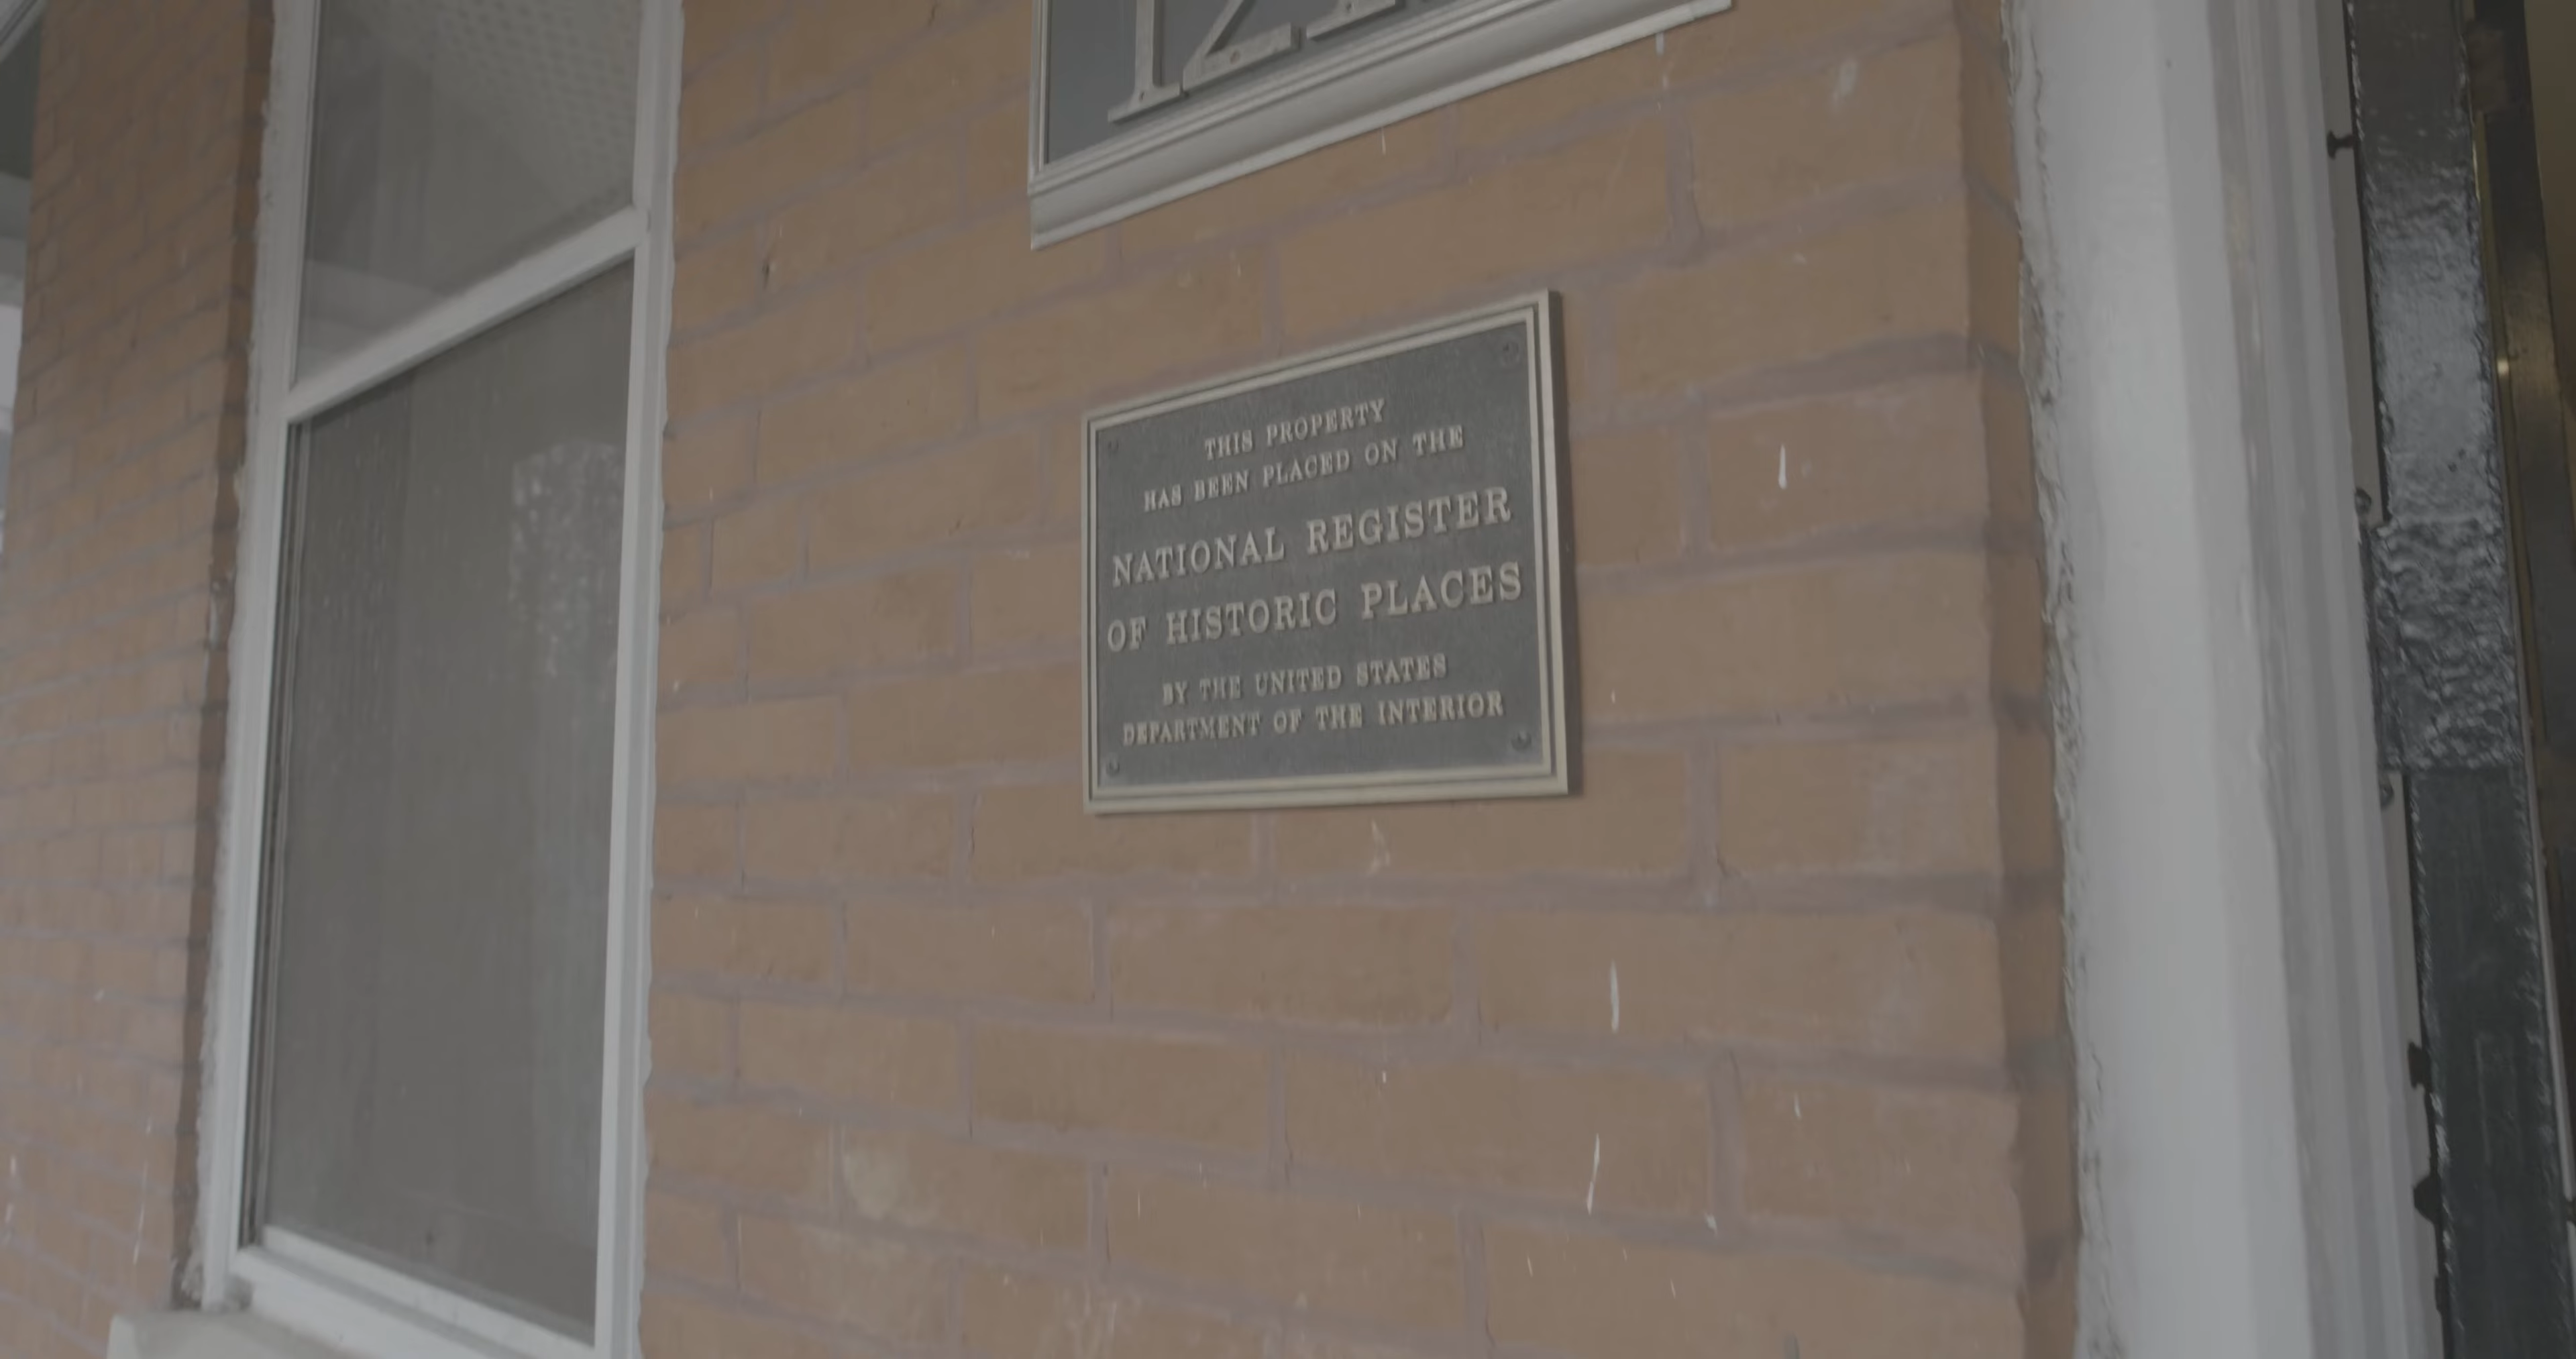 THIS PROPERTY
HAS BEEN PLACED ON THE
NATIONAL REGISTER
OF HISTORIC PLACES
BY THE UNITED STATES
DEPARTMENT OF THE INTERIOR